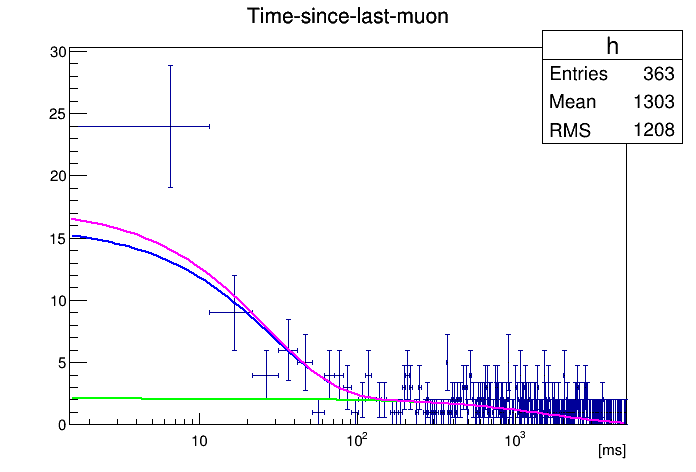 Time-since-last-muon
h
Entries 363
Mean 1303
RMS 1208
30
25
20
15
10
5
0
10 10² 10³
[ms]